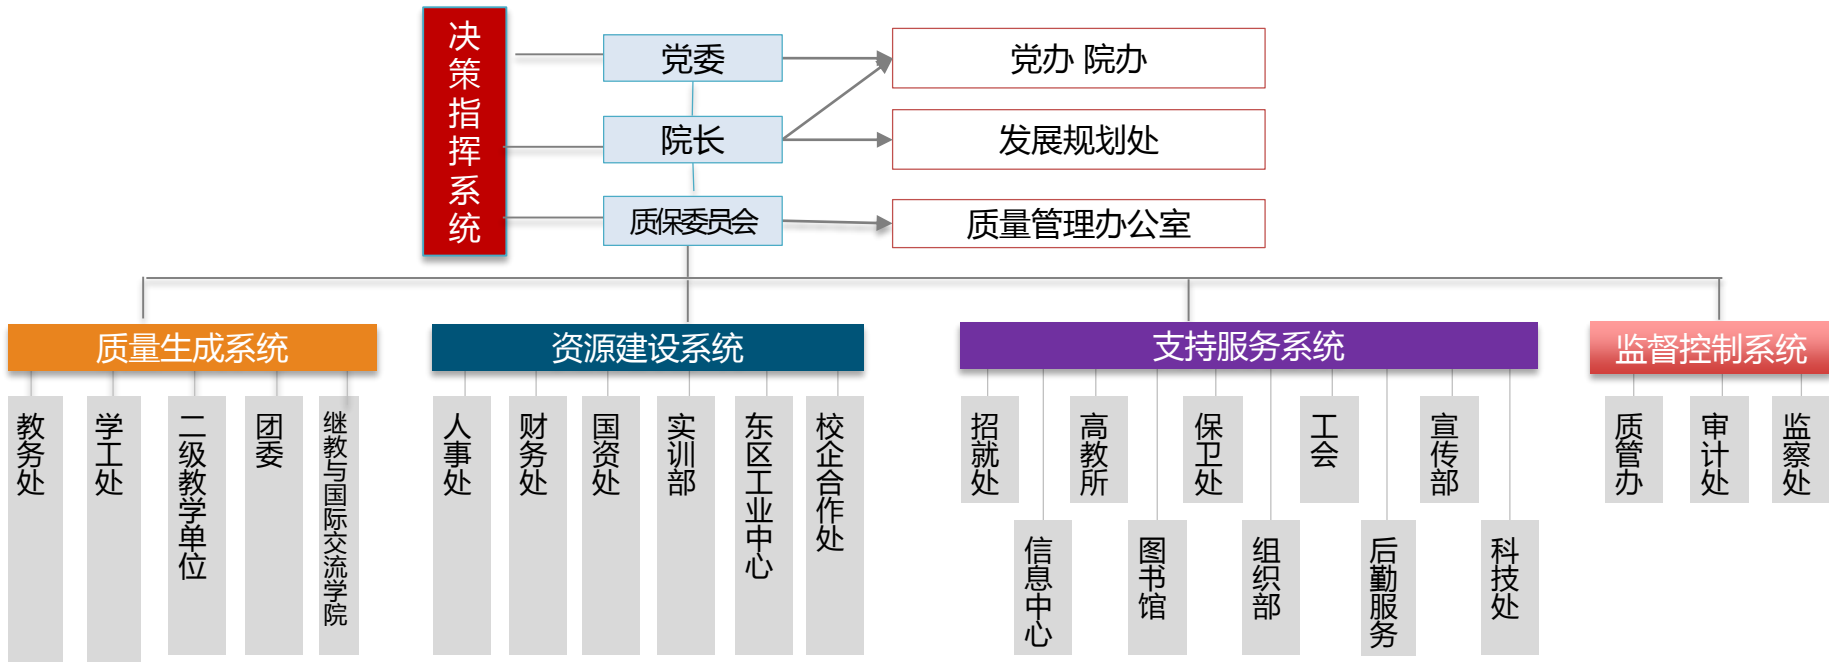 决策指挥系统
党委
党办 院办
院长
发展规划处
质保委员会
质量管理办公室
质量生成系统
资源建设系统
支持服务系统
监督控制系统
教务处
学工处
二级教学单位
团委
继教与国际交流学院
人事处
财务处
国资处
实训部
东区工业中心
校企合作处
招就处
高教所
保卫处
工会
宣传部
信息中心
图书馆
组织部
后勤服务
科技处
质管办
审计处
监察处